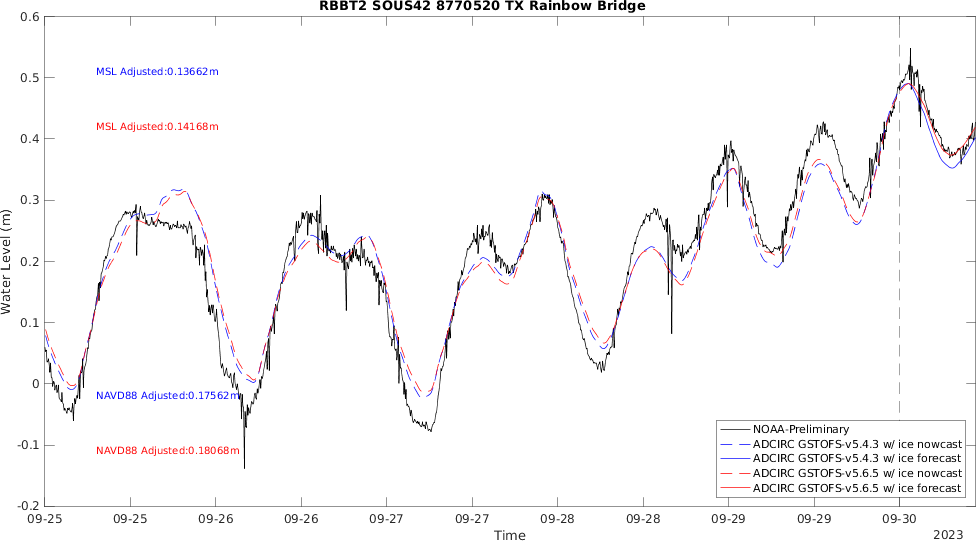 RBBT2 SOUS42 8770520 TX Rainbow Bridge
0.6
0.5
0.4
0.3
0.2
0.1
0
-0.1
-0.2
Water Level (m)
MSL Adjusted:0.13662m
MSL Adjusted:0.14168m
NAVD88 Adjusted:0.17562m
NAVD88 Adjusted:0.18068m
NOAA-Preliminary
ADCIRC GSTOFS-v5.4.3 w/ ice nowcast
ADCIRC GSTOFS-v5.4.3 w/ ice forecast
ADCIRC GSTOFS-v5.6.5 w/ ice nowcast
ADCIRC GSTOFS-v5.6.5 w/ ice forecast
09-25 09-25 09-26 09-26 09-27 09-27 09-28 09-28 09-29 09-29 09-30
Time
2023